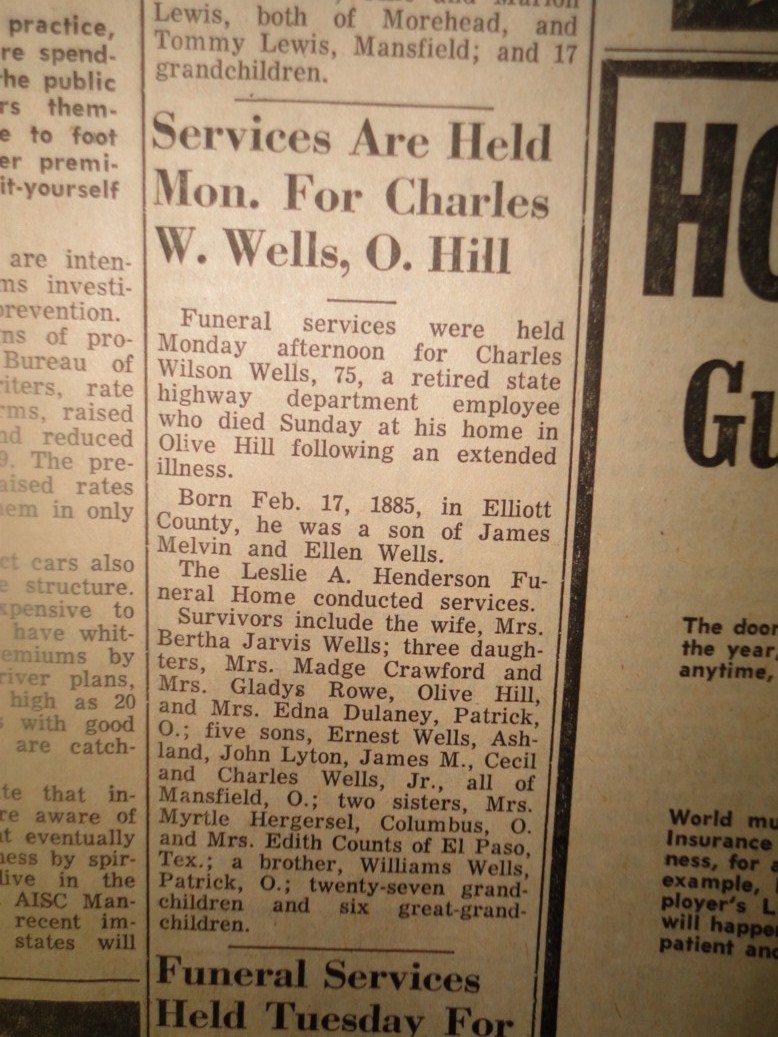 practice,
re spend-
the public
rs them-
e to foot
er premi-
it-yourself
are inten-
ms investi-
prevention.
ns of pro-
Bureau of
riters, rate
rms, raised
nd reduced
9. The pre-
aised rates
em in only
ct cars also
e structure.
xpensive to
have whit-
emiums by
river plans,
high as 20
s with good
are catch-
te that in-
re aware of
at eventually
ness by spir-
live in the
AISC Man-
recent im-
states will
Lewis, both of Morehead, and
Tommy Lewis, Mansfield; and 17
grandchildren.
Services Are Held
Mon. For Charles
W. Wells, O. Hill
Funeral services were held
Monday afternoon for Charles
Wilson Wells, 75, a retired state
highway department employee
who died Sunday at his home in
Olive Hill following an extended
illness.
Born Feb. 17, 1885, in Elliott
County, he was a son of James
Melvin and Ellen Wells.
The Leslie A. Henderson Fu-
neral Home conducted services.
Survivors include the wife, Mrs.
Bertha Jarvis Wells; three daugh-
ters, Mrs. Madge Crawford and
Mrs. Gladys Rowe, Olive Hill,
and Mrs. Edna Dulaney, Patrick,
O.; five sons, Ernest Wells, Ash-
land, John Lyton, James M., Cecil
and Charles Wells, Jr., all of
Mansfield, O.; two sisters, Mrs.
Myrtle Hergersel, Columbus, O.
and Mrs. Edith Counts of El Paso,
Tex.; a brother, Williams Wells,
Patrick, O.; twenty-seven grand-
children and six great-grand-
children.
Funeral Services
Held Tuesday For
HO
Gu
The door
the year,
anytime,
World mu
Insurance
ness, for a
example,
ployer's L
will happe
patient and